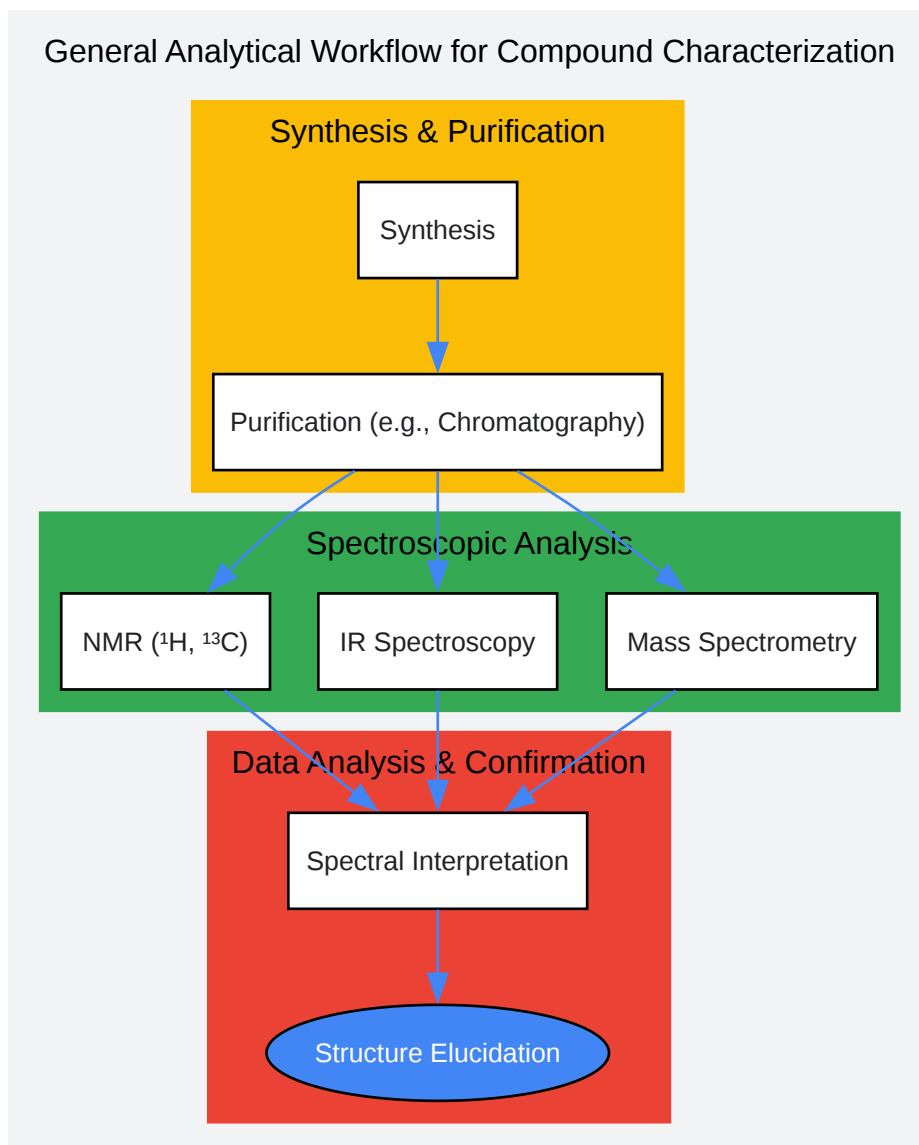 General Analytical Workflow for Compound Characterization
Synthesis & Purification
Synthesis
Purification (e.g., Chromatography)
Spectroscopic Analysis
NMR (¹H, ¹³C)
IR Spectroscopy
Mass Spectrometry
Data Analysis & Confirmation
Spectral Interpretation
Structure Elucidation